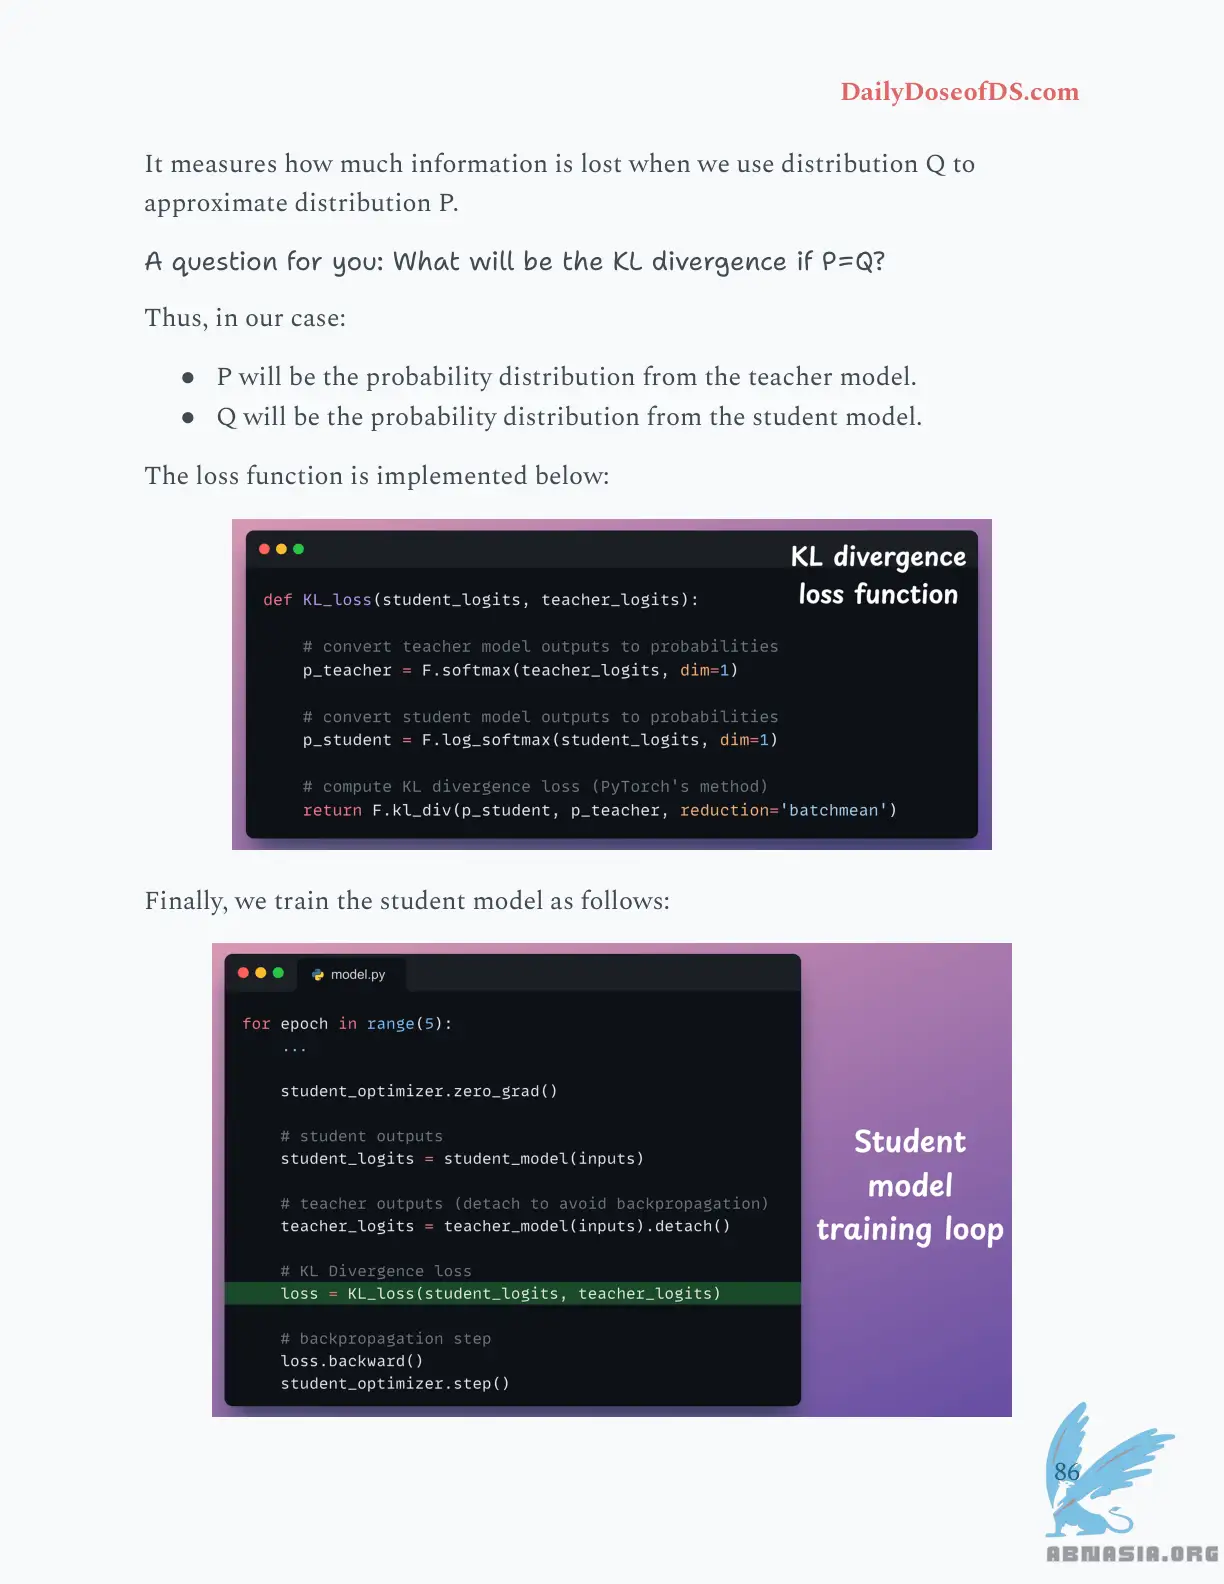 DailyDoseofDS.com
It measures how much information is lost when we use distribution Q to
approximate distribution P.
A question for you: What will be the KL divergence if P=Q?
Thus, in our case:
● P will be the probability distribution from the teacher model.
● Q will be the probability distribution from the student model.
The loss function is implemented below:
KL divergence
loss function
def KL_loss(student_logits, teacher_logits):
# convert teacher model outputs to probabilities
p_teacher = F.softmax(teacher_logits, dim=1)
# convert student model outputs to probabilities
p_student = F.log_softmax(student_logits, dim=1)
# compute KL divergence loss (PyTorch's method)
return F.kl_div(p_student, p_teacher, reduction='batchmean')
Finally, we train the student model as follows:
model.py
for epoch in range(5):
...
student_optimizer.zero_grad()
# student outputs
student_logits = student_model(inputs)
# teacher outputs (detach to avoid backpropagation)
teacher_logits = teacher_model(inputs).detach()
# KL Divergence loss
loss = KL_loss(student_logits, teacher_logits)
# backpropagation step
loss.backward()
student_optimizer.step()
Student
model
training loop
86
ABNASIA.ORG